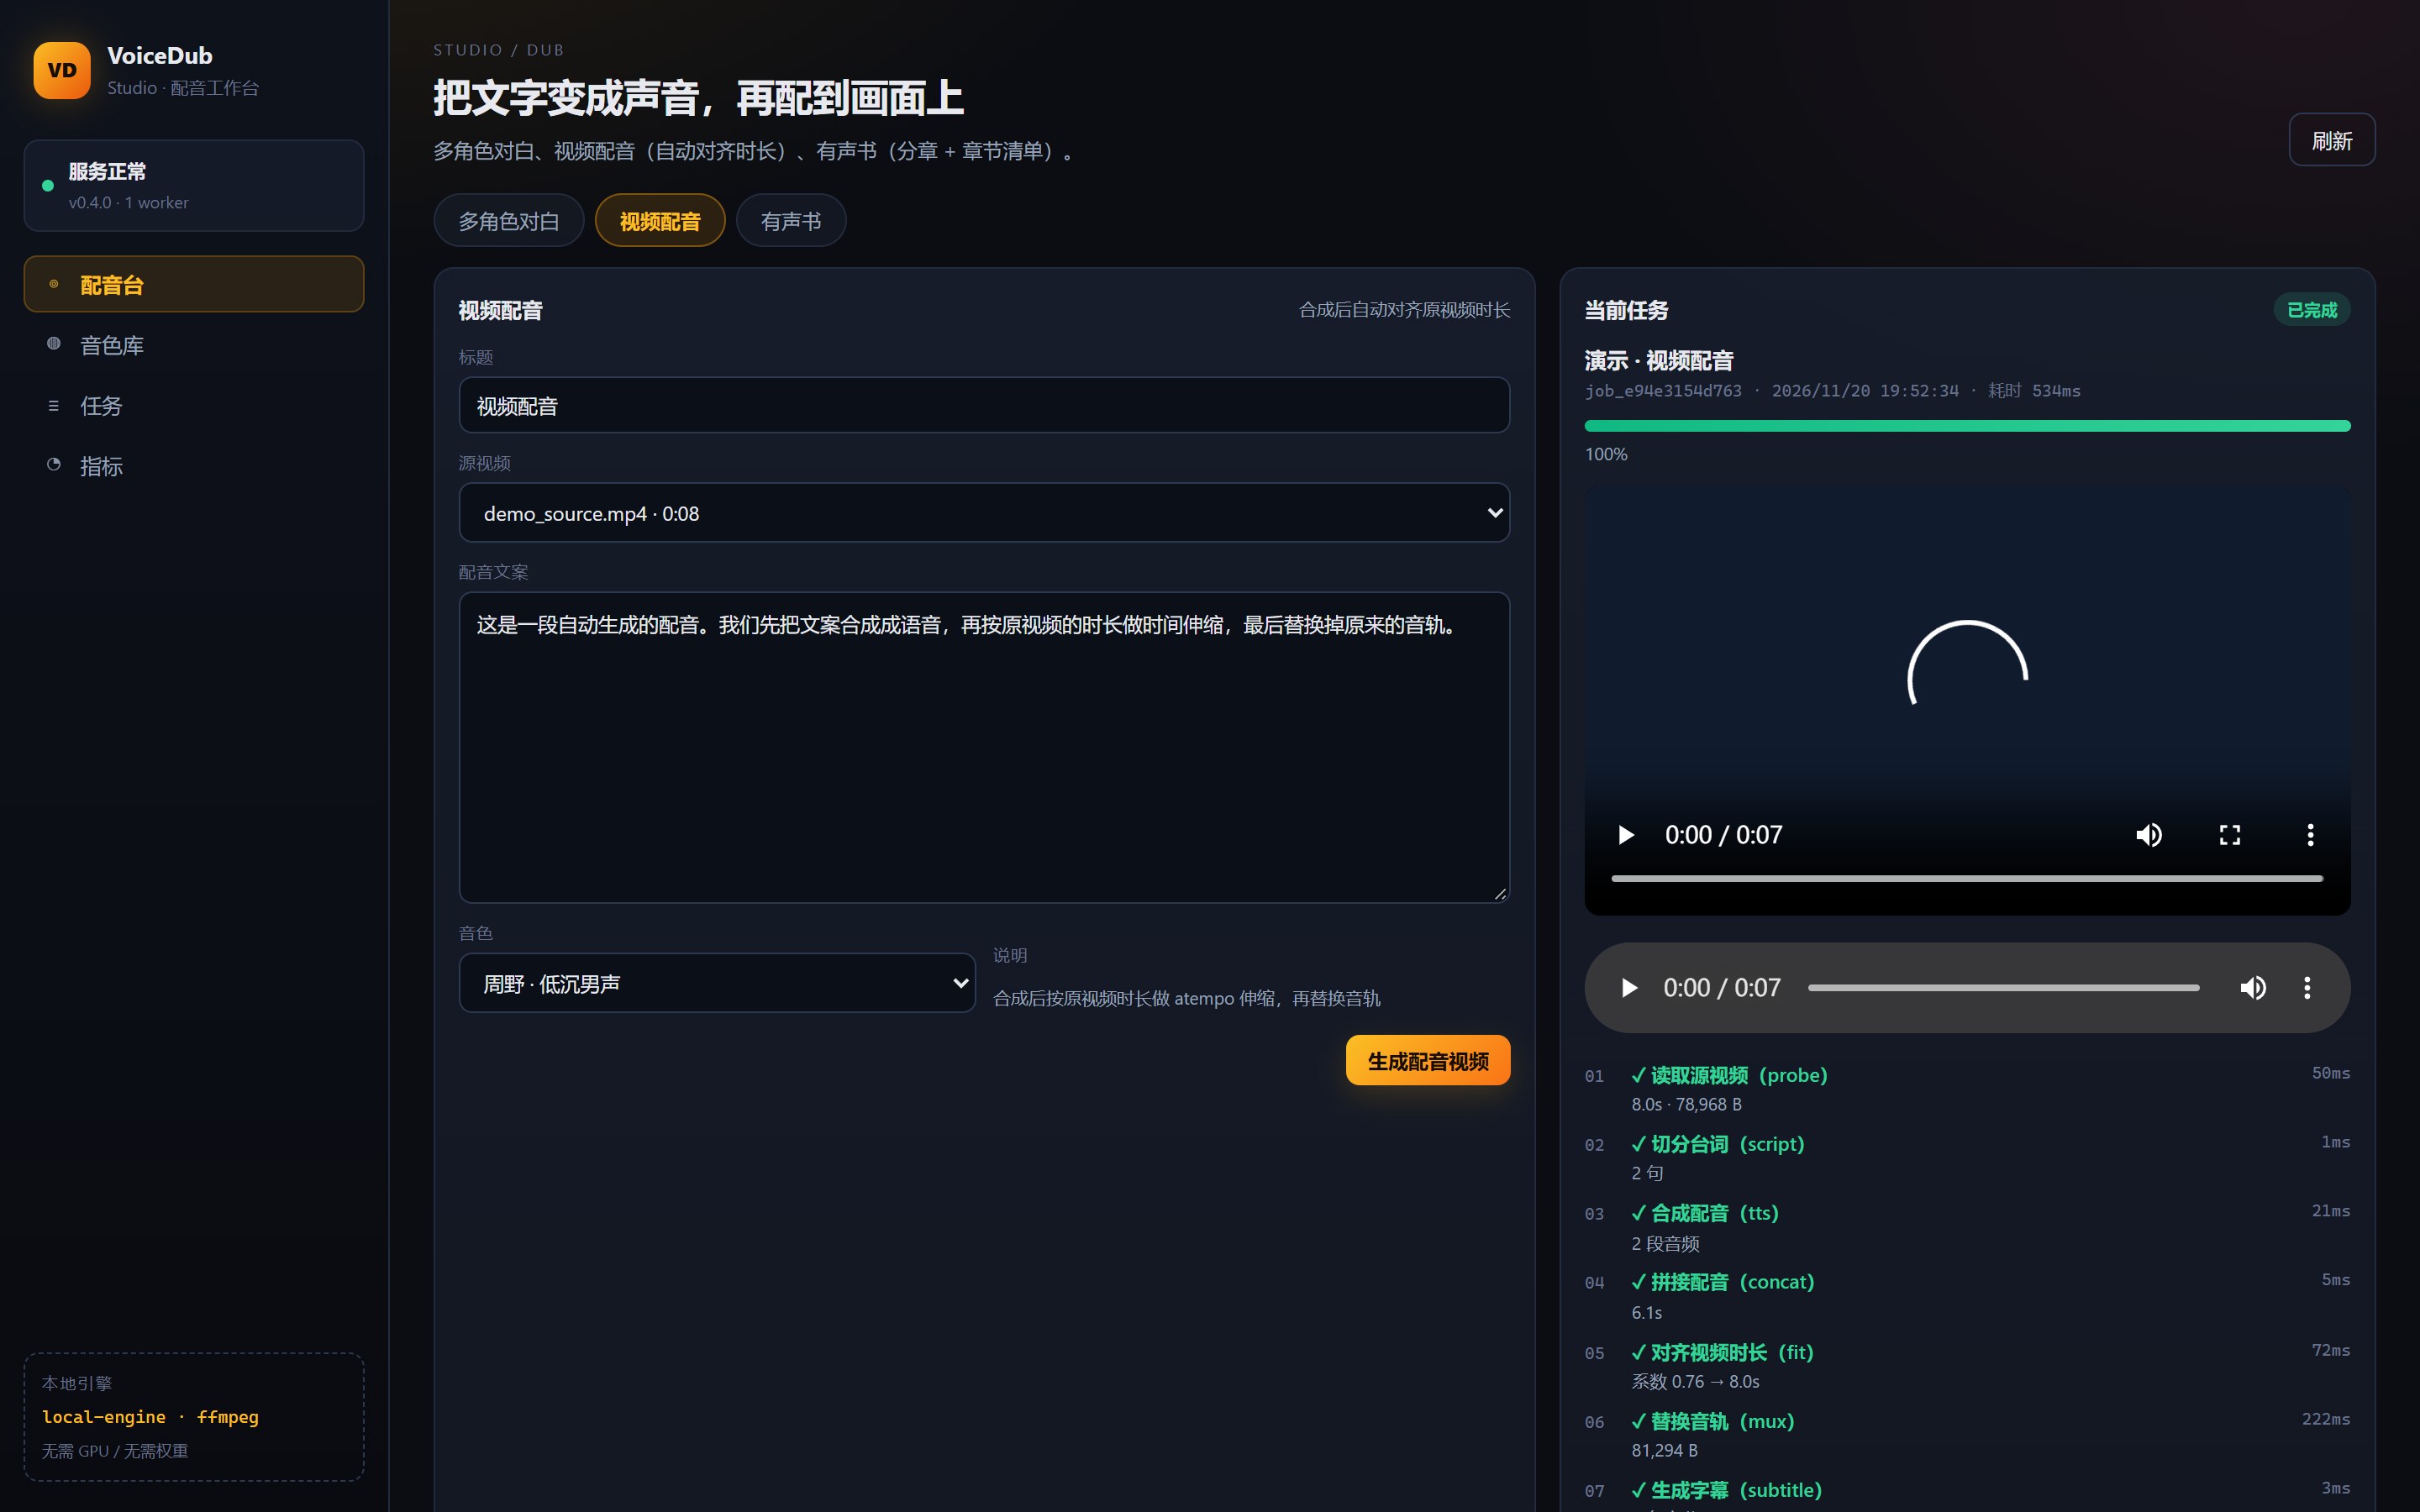 VD
VoiceDub
Studio · 配音工作台
服务正常
v0.4.0 · 1 worker
配音台
音色库
任务
指标
本地引擎
local-engine · ffmpeg
无需 GPU / 无需权重
STUDIO / DUB
把文字变成声音，再配到画面上
多角色对白、视频配音（自动对齐时长）、有声书（分章 + 章节清单）。
刷新
多角色对白
视频配音
有声书
视频配音
合成后自动对齐原视频时长
标题
视频配音
源视频
demo_source.mp4 · 0:08
配音文案
这是一段自动生成的配音。我们先把文案合成成语音，再按原视频的时长做时间伸缩，最后替换掉原来的音轨。
音色
周野 · 低沉男声
说明
合成后按原视频时长做 atempo 伸缩，再替换音轨
生成配音视频
当前任务
已完成
演示 · 视频配音
job_e94e3154d763 · 2026/11/20 19:52:34 · 耗时 534ms
100%
0:00 / 0:07
0:00 / 0:07
01 ✓ 读取源视频（probe） 50ms
8.0s · 78,968 B
02 ✓ 切分台词（script） 1ms
2 句
03 ✓ 合成配音（tts） 21ms
2 段音频
04 ✓ 拼接配音（concat） 5ms
6.1s
05 ✓ 对齐视频时长（fit） 72ms
系数 0.76 → 8.0s
06 ✓ 替换音轨（mux） 222ms
81,294 B
07 ✓ 生成字幕（subtitle） 3ms